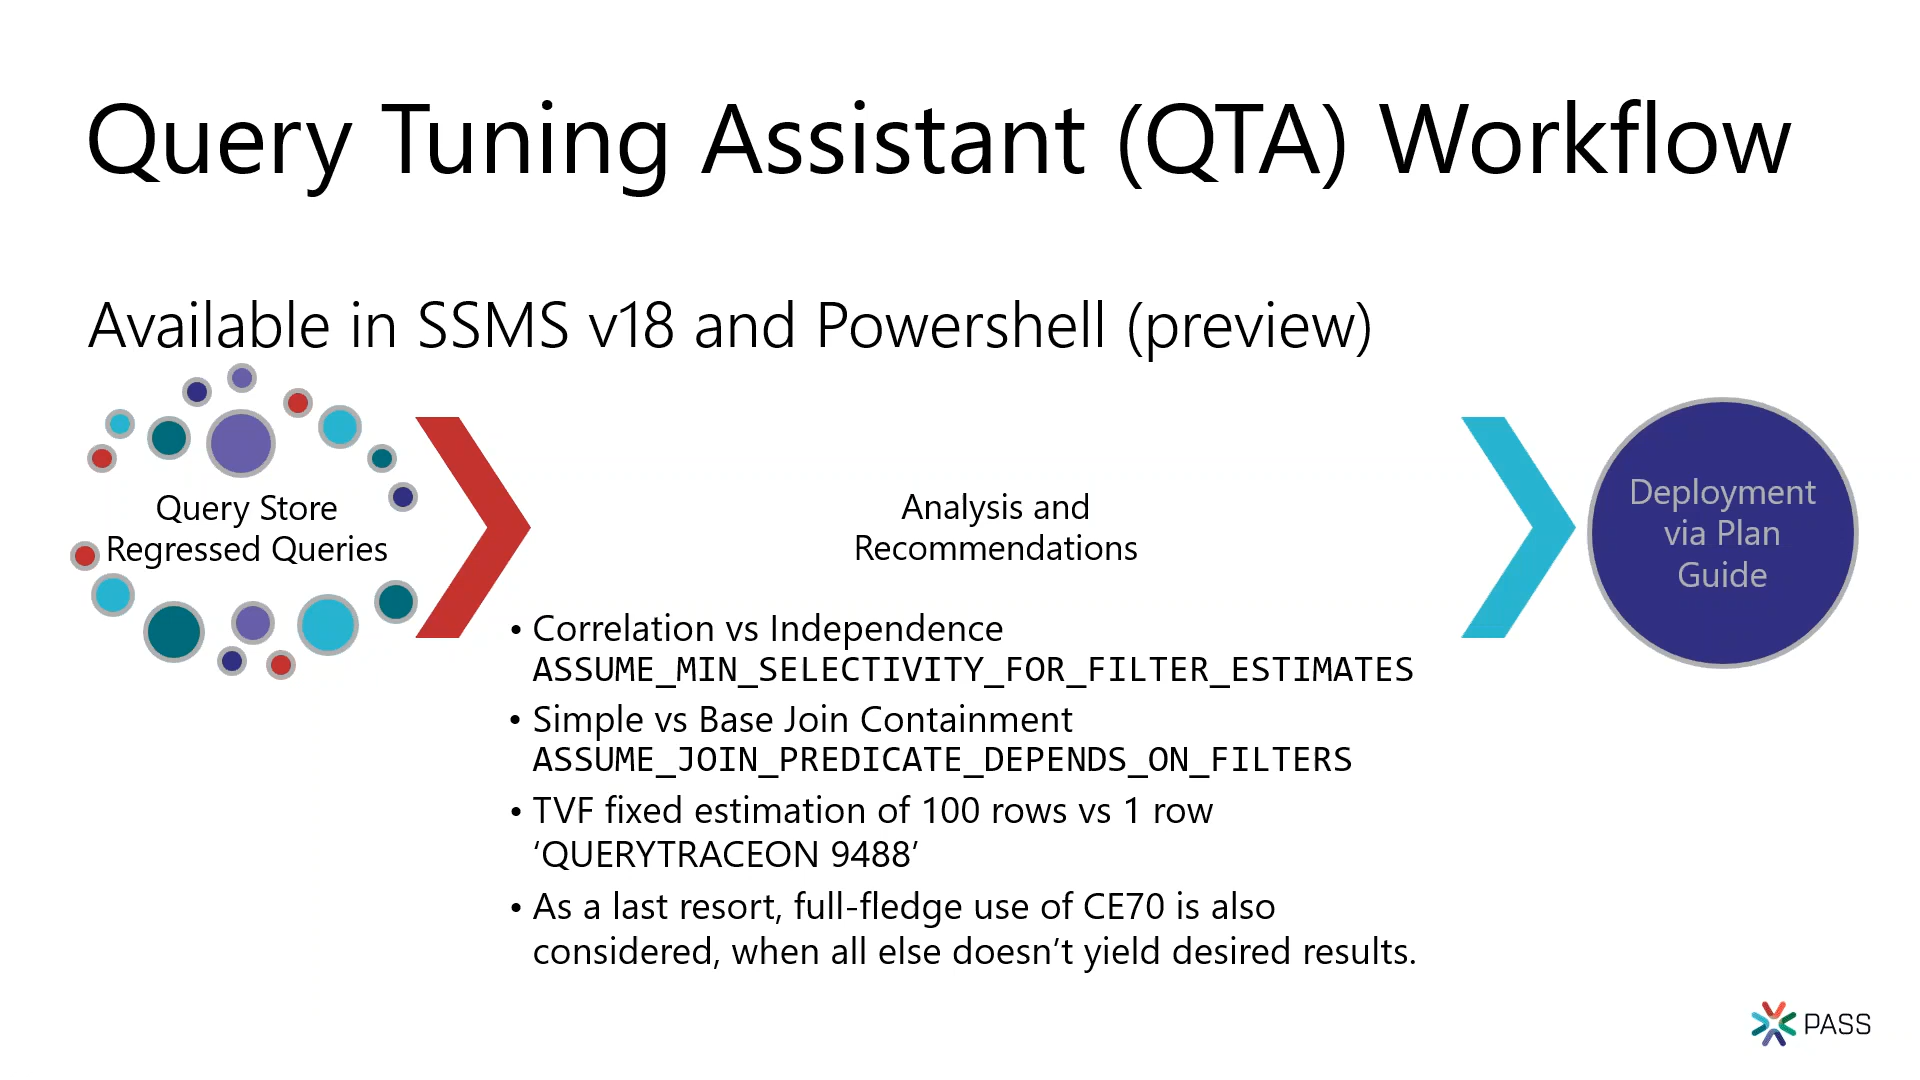 Query Tuning Assistant (QTA) Workflow
Available in SSMS v18 and Powershell (preview)
Query Store
Regressed Queries
Analysis and
Recommendations
• Correlation vs Independence
ASSUME_MIN_SELECTIVITY_FOR_FILTER_ESTIMATES
• Simple vs Base Join Containment
ASSUME_JOIN_PREDICATE_DEPENDS_ON_FILTERS
• TVF fixed estimation of 100 rows vs 1 row
‘QUERYTRACEON 9488’
• As a last resort, full-fledge use of CE70 is also
considered, when all else doesn’t yield desired results.
Deployment
via Plan
Guide
PASS